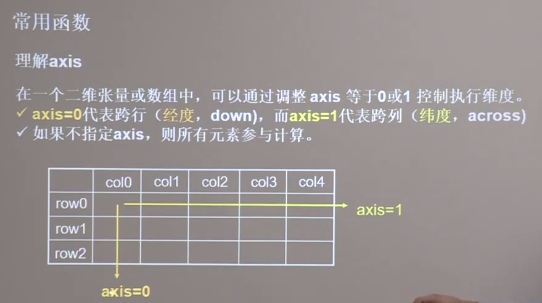 常用函数
理解axis
在一个二维张量或数组中，可以通过调整 axis 等于0或1 控制执行维度。
✓ axis=0代表跨行（经度，down)，而axis=1代表跨列（纬度，across)
✓ 如果不指定axis，则所有元素参与计算。
col0 col1 col2 col3 col4
row0
axis=1
row1
row2
axis=0